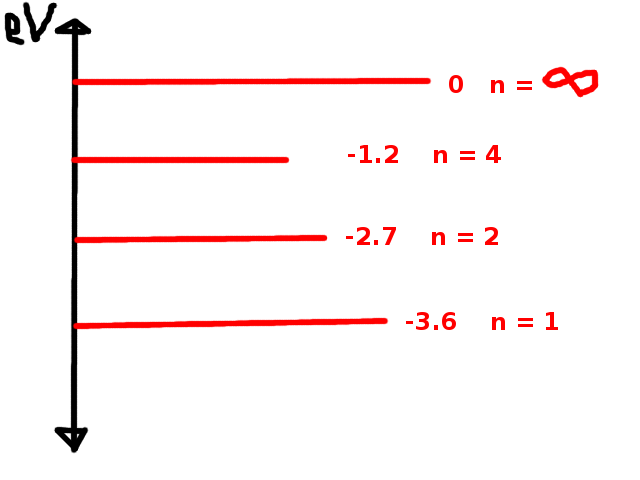 eV
0 n = ∞
-1.2 n = 4
-2.7 n = 2
-3.6 n = 1